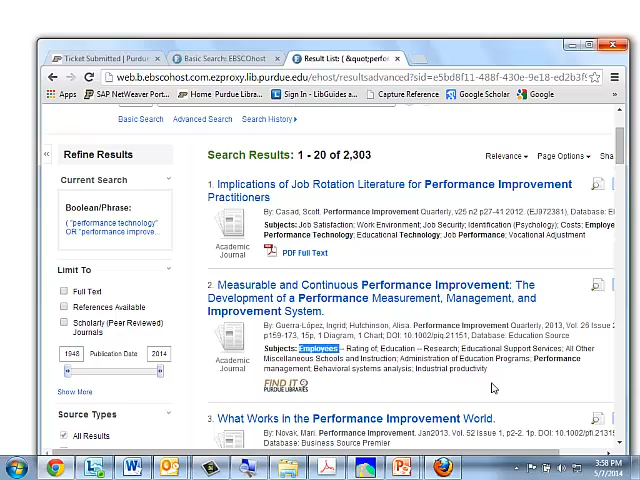 Ticket Submitted | Purdu
Basic Search: EBSCOhost
Result List: ( &quot;perfor
web.b.ebscohost.com.ezproxy.lib.purdue.edu/ehost/resultsadvanced?sid=e5bd8f11-488f-430e-9e18-ed2b3f9
Apps
SAP NetWeaver Port
Home Purdue Libra...
Sign In - LibGuides a
Capture Reference
Google Scholar
Google
Basic Search
Advanced Search
Search History
Refine Results
Search Results: 1 - 20 of 2,303
Relevance
Page Options
Sha
Current Search
Boolean/Phrase:
( "performance technology"
OR "performance improve...
Limit To
Full Text
References Available
Scholarly (Peer Reviewed)
Journals
1948
Publication Date
2014
Show More
Source Types
All Results
1. Implications of Job Rotation Literature for Performance Improvement
Practitioners
By: Casad, Scott. Performance Improvement Quarterly, v25 n2 p27-41 2012. (EJ972381), Database: E
Subjects: Job Satisfaction; Work Environment; Job Security; Identification (Psychology); Costs; Employe
Performance Technology; Educational Technology; Job Performance; Vocational Adjustment
Academic
Journal
PDF Full Text
2. Measurable and Continuous Performance Improvement: The
Development of a Performance Measurement, Management, and
Improvement System.
By: Guerra-López, Ingrid; Hutchinson, Alisa. Performance Improvement Quarterly, 2013, Vol. 26 Issue 2
p159-173, 15p, 1 Diagram, 1 Chart; DOI: 10.1002/piq.21151, Database: Education Source
Subjects: Employees -- Rating of; Education -- Research; Educational Support Services; All Other
Miscellaneous Schools and Instruction; Administration of Education Programs; Performance
management; Behavioral systems analysis; Industrial productivity
Academic
Journal
FIND IT
PURDUE LIBRARIES
3. What Works in the Performance Improvement World.
By: Novak, Mari. Performance Improvement. Jan2013, Vol. 52 Issue 1, p2-2. 1p. DOI: 10.1002/pfi.2131
Database: Business Source Premier
3:58 PM
5/7/2014